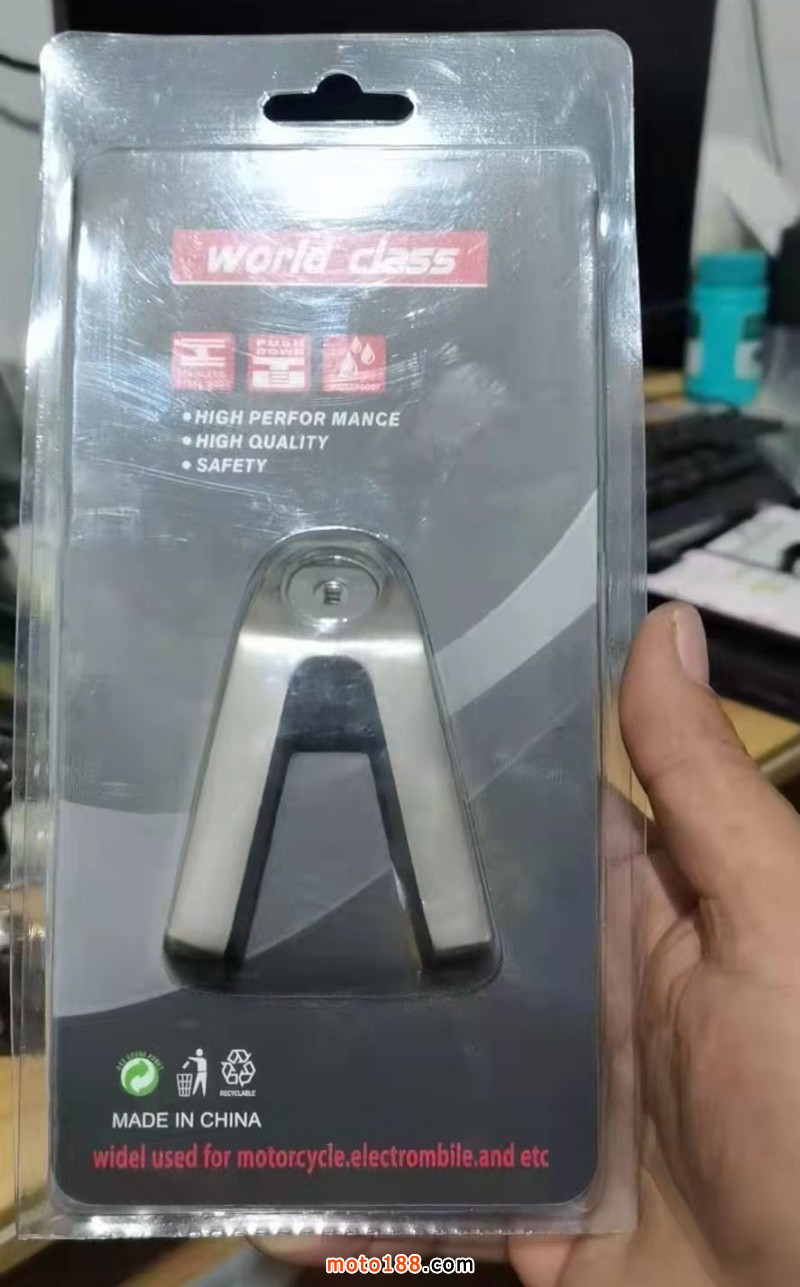 world class
PUSH
DOWN
• HIGH PERFOR MANCE
• HIGH QUALITY
• SAFETY
RECYCLABLE
MADE IN CHINA
widel used for motorcycle.electrombile.and etc
moto188.com